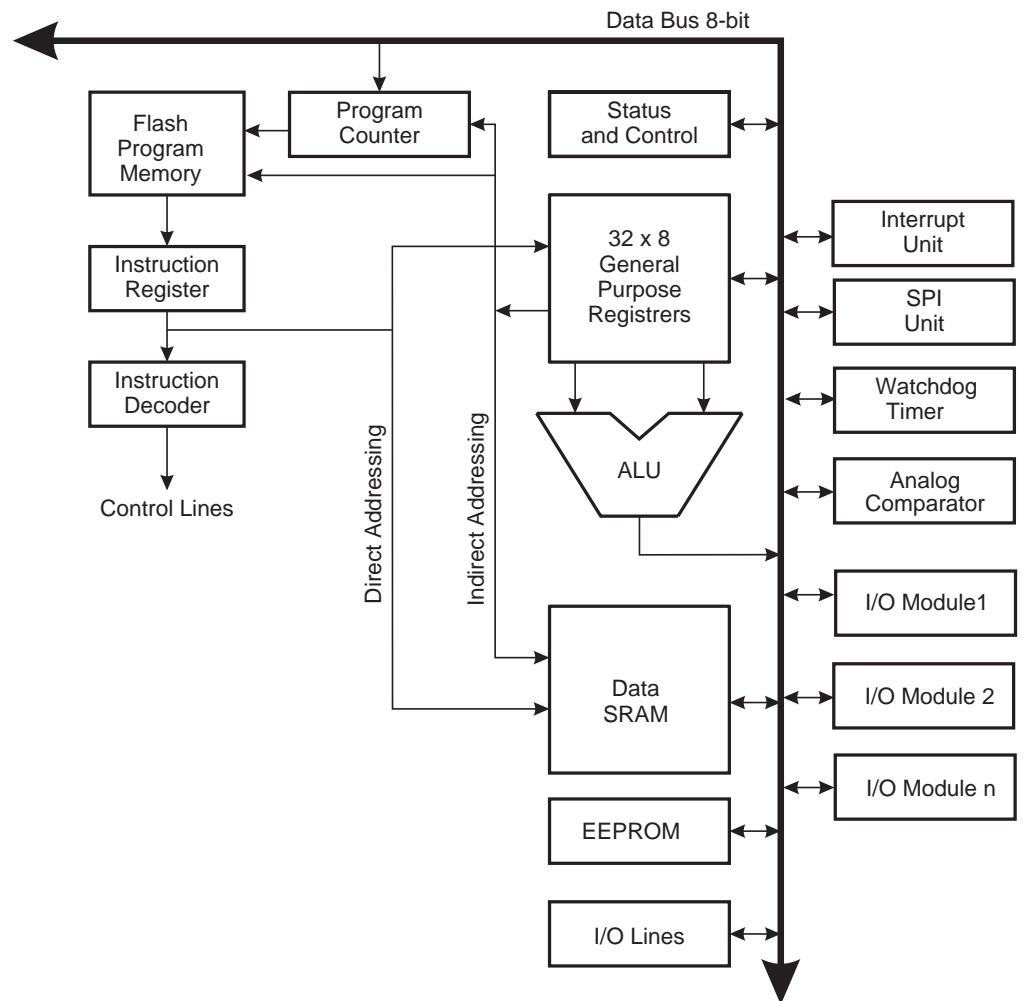 Data Bus 8-bit
Flash
Program
Memory
Program
Counter
Status
and Control
32 x 8
General
Purpose
Registrers
Interrupt
Unit
Instruction
Register
SPI
Unit
Instruction
Decoder
Watchdog
Timer
ALU
Analog
Comparator
Control Lines
Direct Addressing
Indirect Addressing
I/O Module1
Data
SRAM
I/O Module 2
I/O Module n
EEPROM
I/O Lines